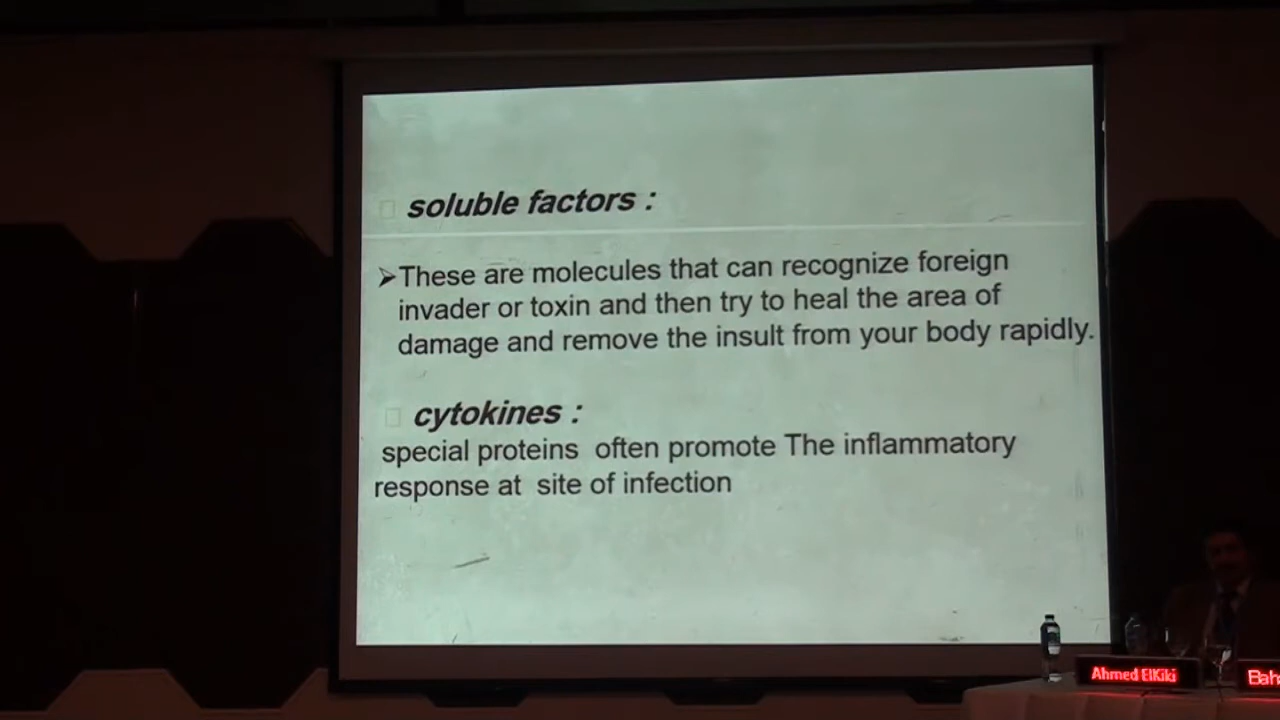 soluble factors :
➢These are molecules that can recognize foreign
invader or toxin and then try to heal the area of
damage and remove the insult from your body rapidly.
cytokines :
special proteins often promote The inflammatory
response at site of infection
Ahmed ElKiki